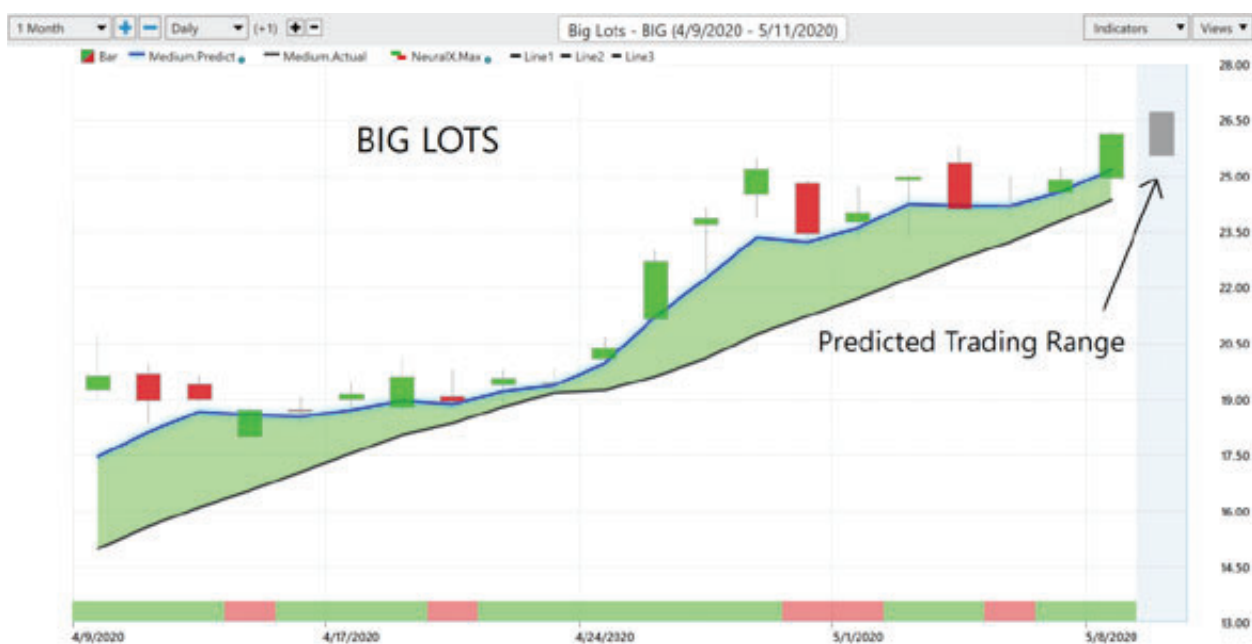 1 Month Daily (+1) Big Lots - BIG (4/9/2020 - 5/11/2020) Indicators Views
Bar Medium.Predict Medium.Actual NeuralX.Max Line1 Line2 Line3
28.00
BIG LOTS
26.50
25.00
23.50
22.00
Predicted Trading Range
20.50
19.00
17.50
16.00
14.50
13.00
4/9/2020 4/17/2020 4/24/2020 5/1/2020 5/8/2020